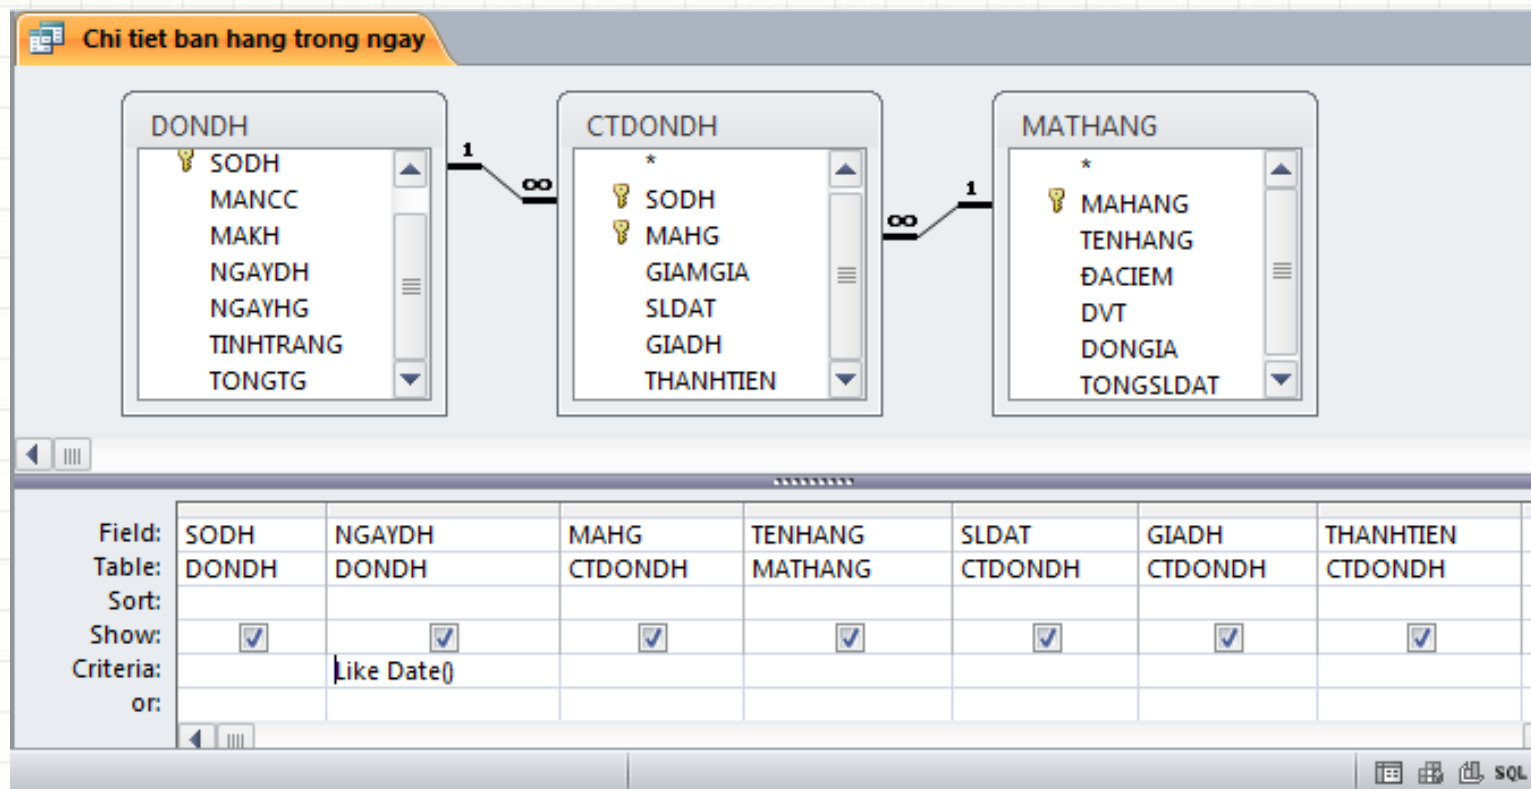 Chi tiet ban hang trong ngay
DONDH
SODH
MANCC
MAKH
NGAYDH
NGAYHG
TINHTRANG
TONGTG
1
∞
CTDONDH
*
SODH
MAHG
GIAMGIA
SLDAT
GIADH
THANHTIEN
∞
1
MATHANG
*
MAHANG
TENHANG
ĐACIEM
DVT
DONGIA
TONGSLDAT
Field: SODH NGAYDH MAHG TENHANG SLDAT GIADH THANHTIEN
Table: DONDH DONDH CTDONDH MATHANG CTDONDH CTDONDH CTDONDH
Sort:
Show:
Criteria: Like Date()
or:
SQL